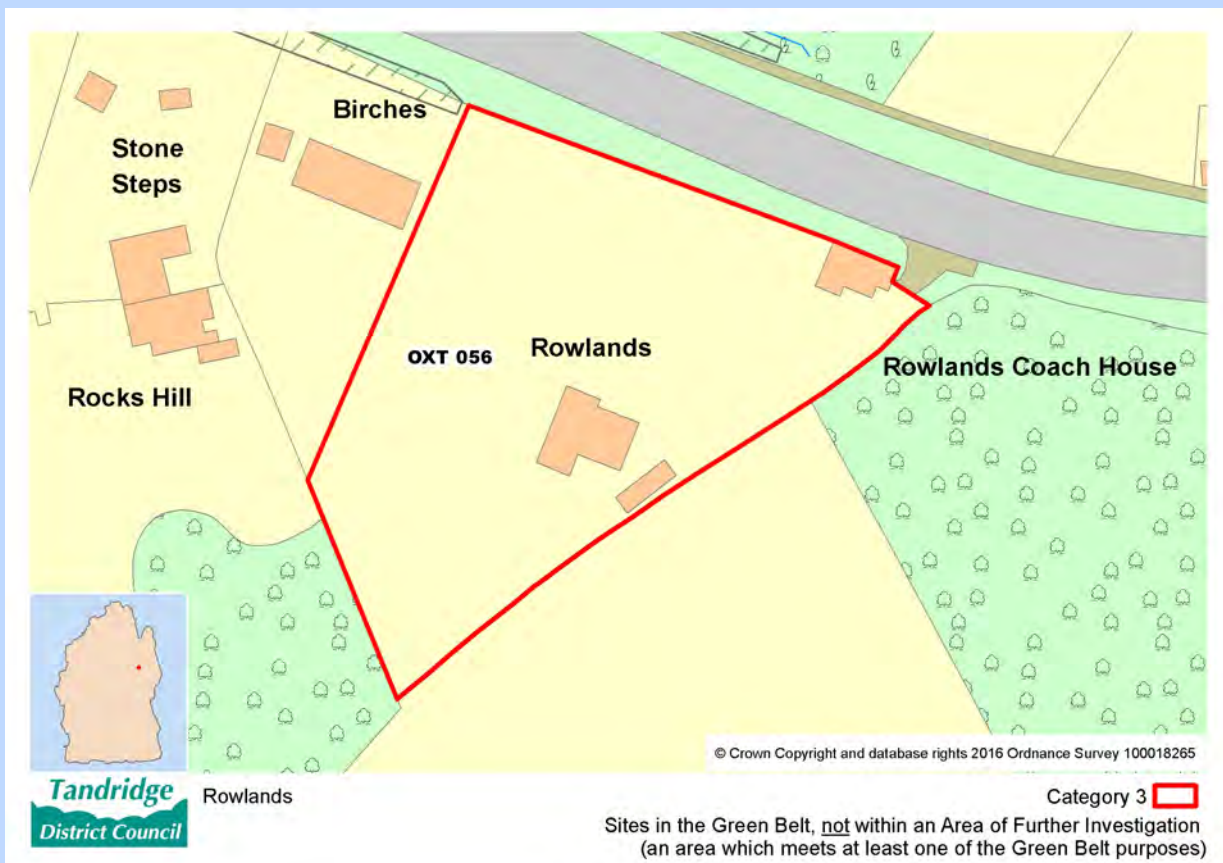 Birches
Stone
Steps
Rowlands
OXT 056
Rowlands Coach House
Rocks Hill
© Crown Copyright and database rights 2016 Ordnance Survey 100018265
Tandridge
District Council
Rowlands
Category 3
Sites in the Green Belt, not within an Area of Further Investigation
(an area which meets at least one of the Green Belt purposes)